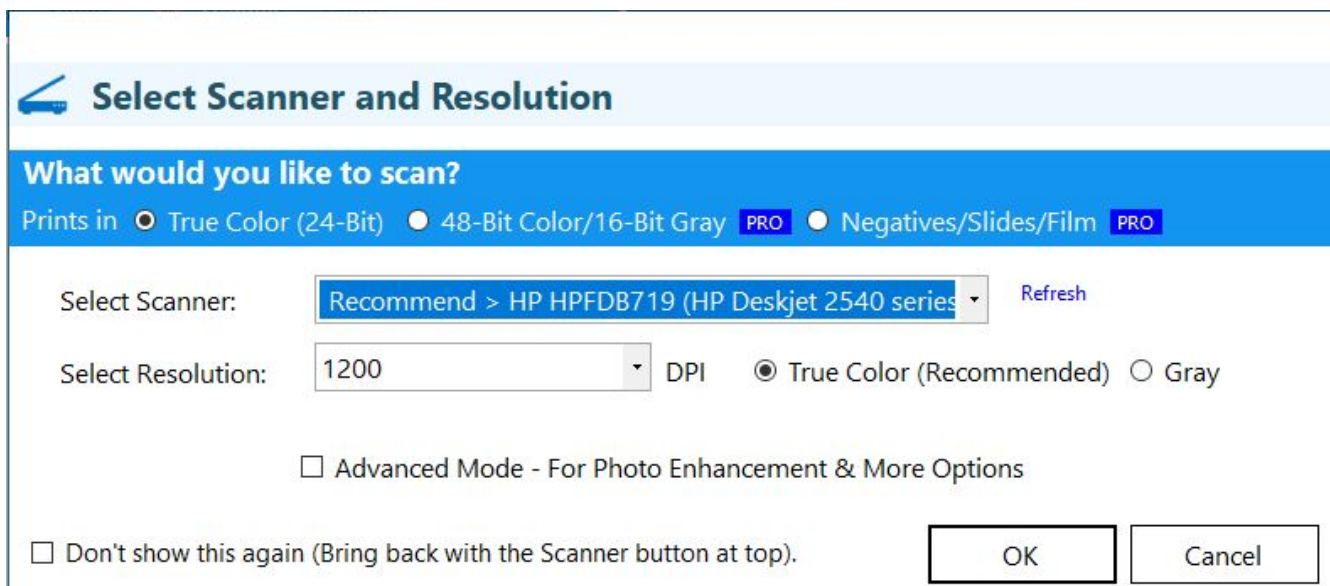 Select Scanner and Resolution
What would you like to scan?
Prints in True Color (24-Bit) 48-Bit Color/16-Bit Gray PRO Negatives/Slides/Film PRO
Select Scanner: Recommend > HP HPFDB719 (HP Deskjet 2540 series Refresh
Select Resolution: 1200 DPI True Color (Recommended) Gray
Advanced Mode - For Photo Enhancement & More Options
Don't show this again (Bring back with the Scanner button at top). OK Cancel